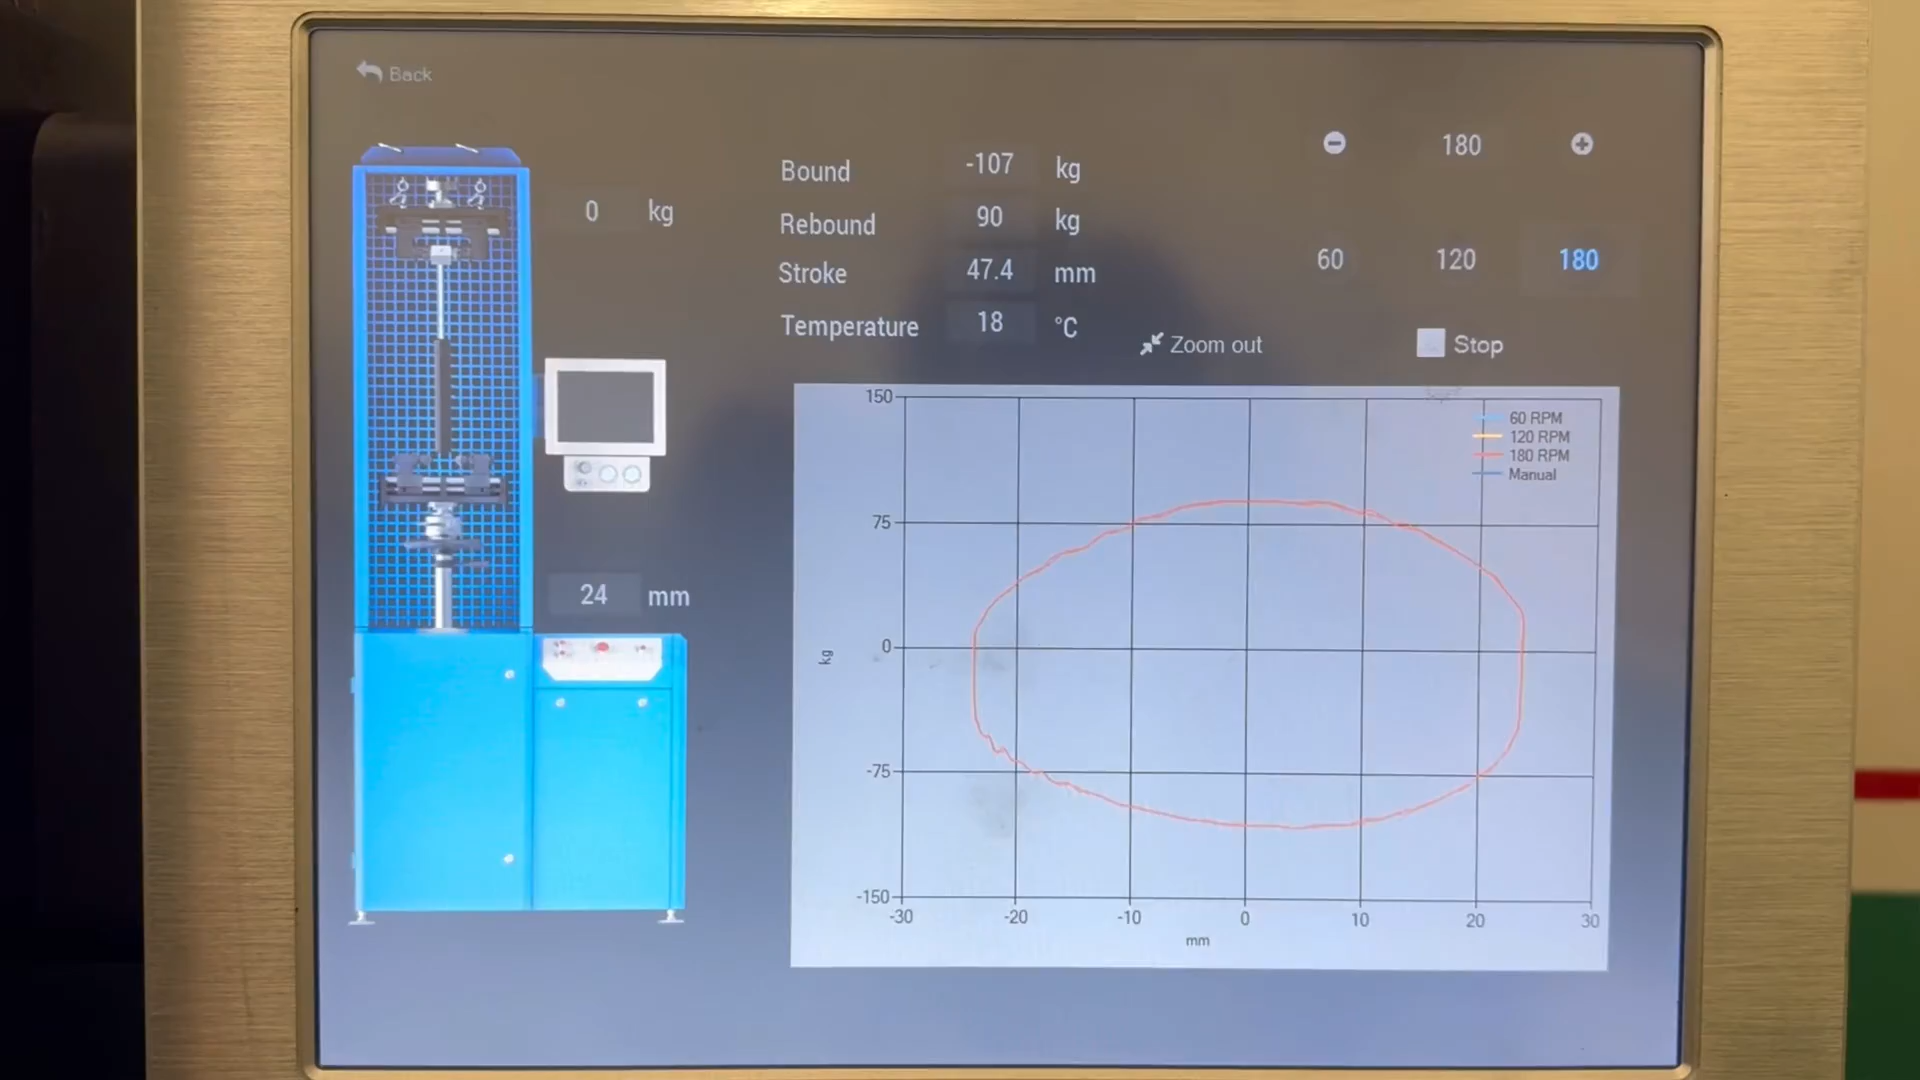 Back
180
Bound -107 kg
0 kg
Rebound 90 kg
Stroke 47.4 mm
60 120 180
Temperature 18 °C
Zoom out
Stop
150
60 RPM
120 RPM
180 RPM
Manual
75
24 mm
0
kg
-75
-150
-30 -20 -10 0 10 20 30
mm